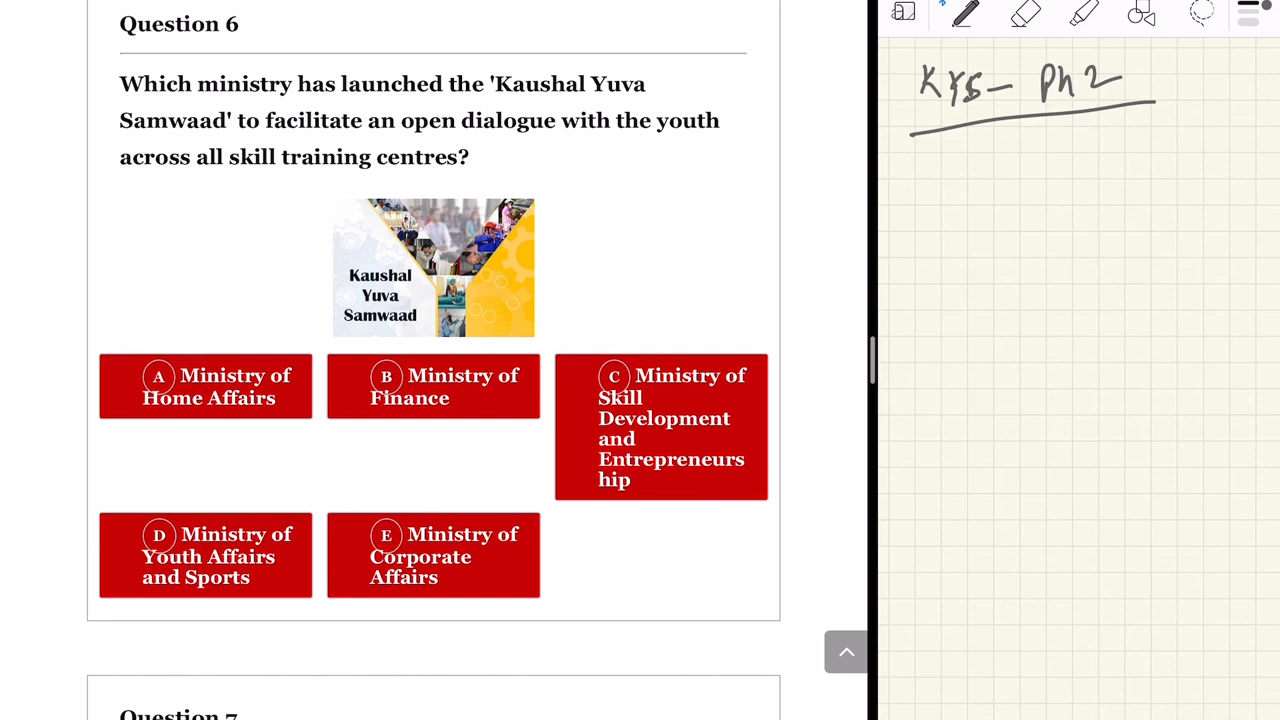 Question 6
Which ministry has launched the 'Kaushal Yuva
Samwaad' to facilitate an open dialogue with the youth
across all skill training centres?
Kaushal
Yuva
Samwaad
A Ministry of
Home Affairs
B Ministry of
Finance
C Ministry of
Skill
Development
and
Entrepreneurs
hip
D Ministry of
Youth Affairs
and Sports
E Ministry of
Corporate
Affairs
Question 7
KYS- Ph 2